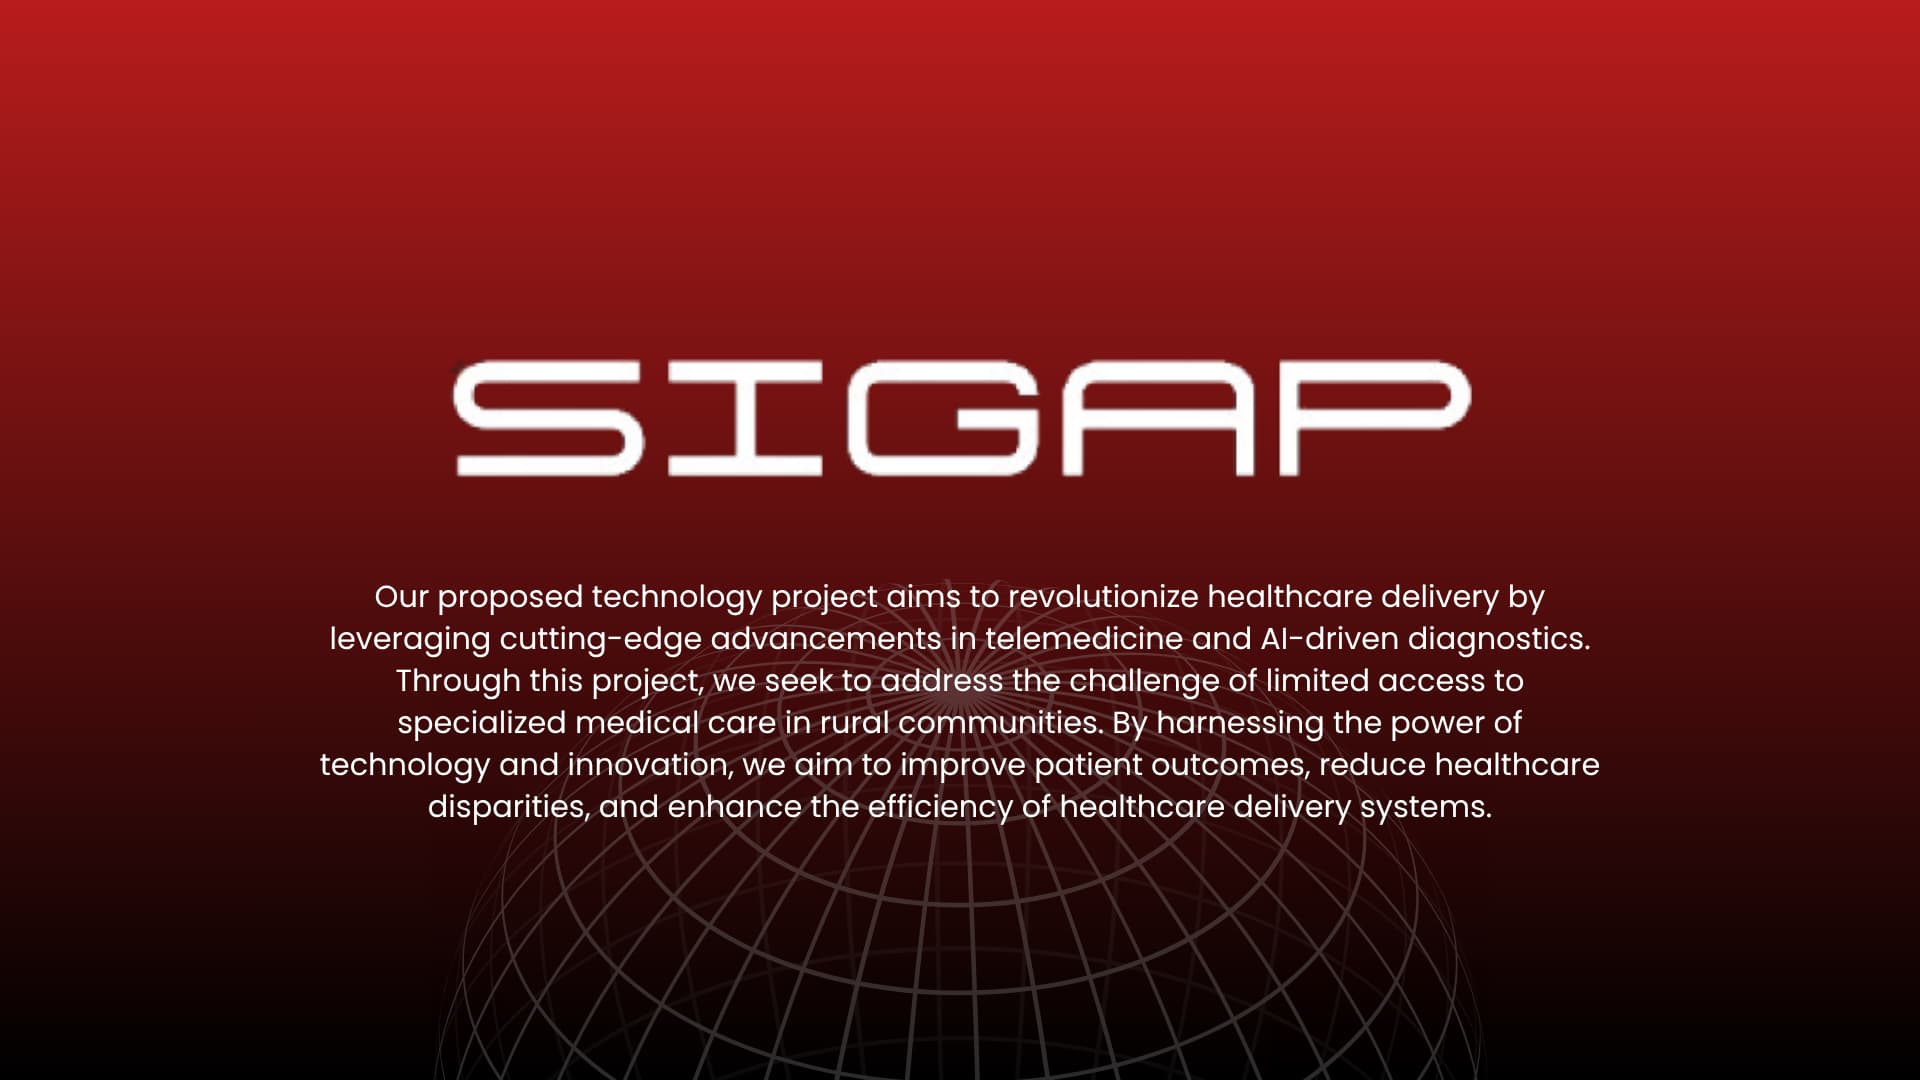 SIGAP
Our proposed technology project aims to revolutionize healthcare delivery by
leveraging cutting-edge advancements in telemedicine and AI-driven diagnostics.
Through this project, we seek to address the challenge of limited access to
specialized medical care in rural communities. By harnessing the power of
technology and innovation, we aim to improve patient outcomes, reduce healthcare
disparities, and enhance the efficiency of healthcare delivery systems.